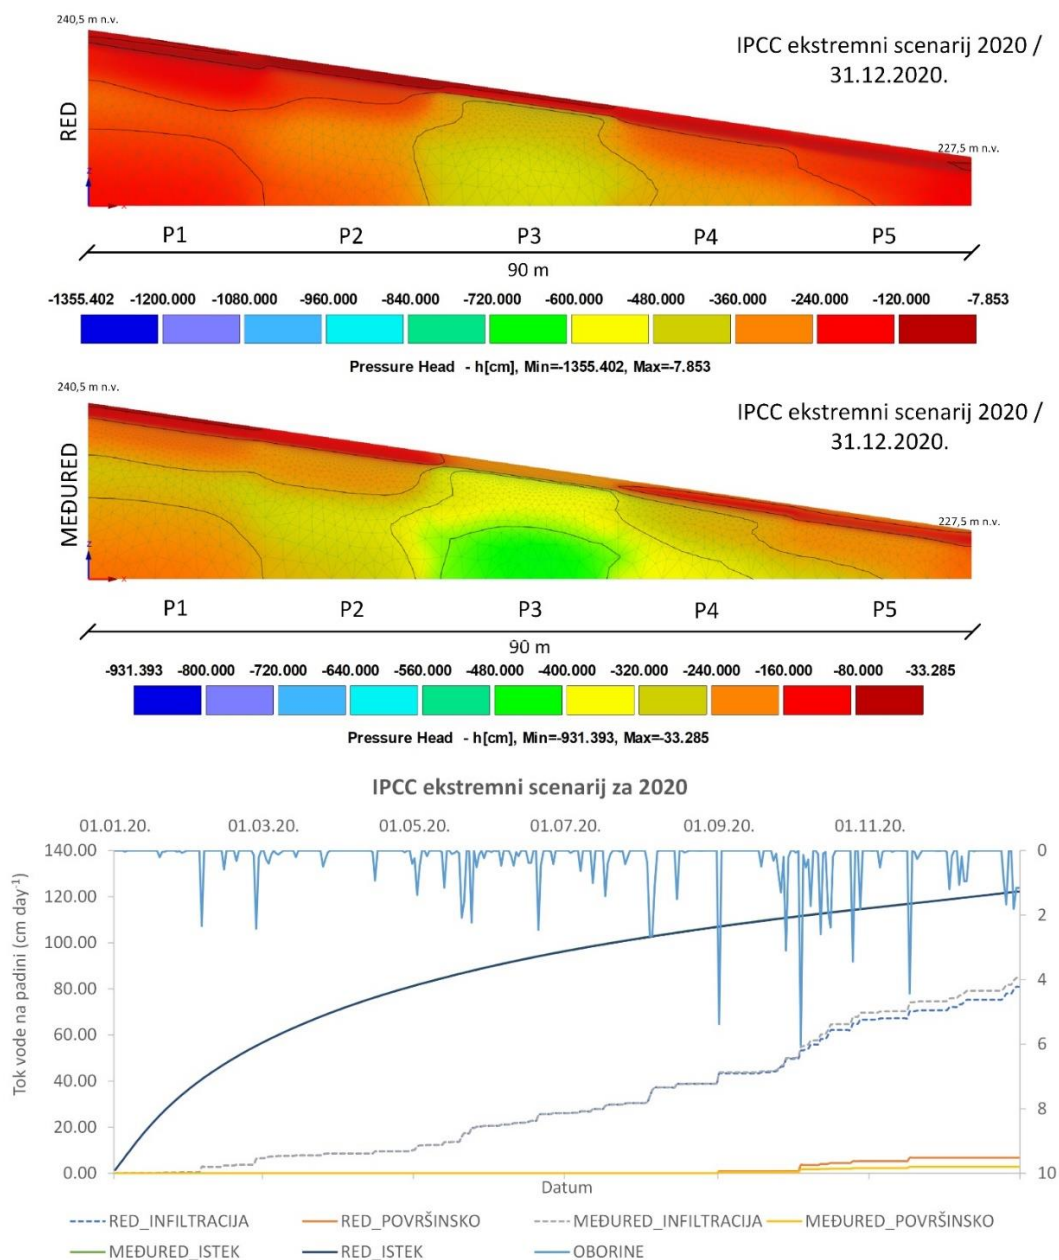 240,5 m n.v.
IPCC ekstremni scenarij 2020 /
31.12.2020.
RED
227,5 m n.v.
z
x
P1 P2 P3 P4 P5
90 m
-1355.402 -1200.000 -1080.000 -960.000 -840.000 -720.000 -600.000 -480.000 -360.000 -240.000 -120.000 -7.853
Pressure Head - h[cm], Min=-1355.402, Max=-7.853
240,5 m n.v.
IPCC ekstremni scenarij 2020 /
31.12.2020.
MEĐURED
227,5 m n.v.
z
x
P1 P2 P3 P4 P5
90 m
-931.393 -800.000 -720.000 -640.000 -560.000 -480.000 -400.000 -320.000 -240.000 -160.000 -80.000 -33.285
Pressure Head - h[cm], Min=-931.393, Max=-33.285
IPCC ekstremni scenarij za 2020
01.01.20. 01.03.20. 01.05.20. 01.07.20. 01.09.20. 01.11.20.
140.00 0
120.00
2
100.00
80.00 4
60.00
6
40.00
8
20.00
0.00 10
Tok vode na padini (cm day⁻¹)
Datum
RED_INFILTRACIJA RED_POVRŠINSKO MEĐURED_INFILTRACIJA MEĐURED_POVRŠINSKO
MEĐURED_ISTEK RED_ISTEK OBORINE